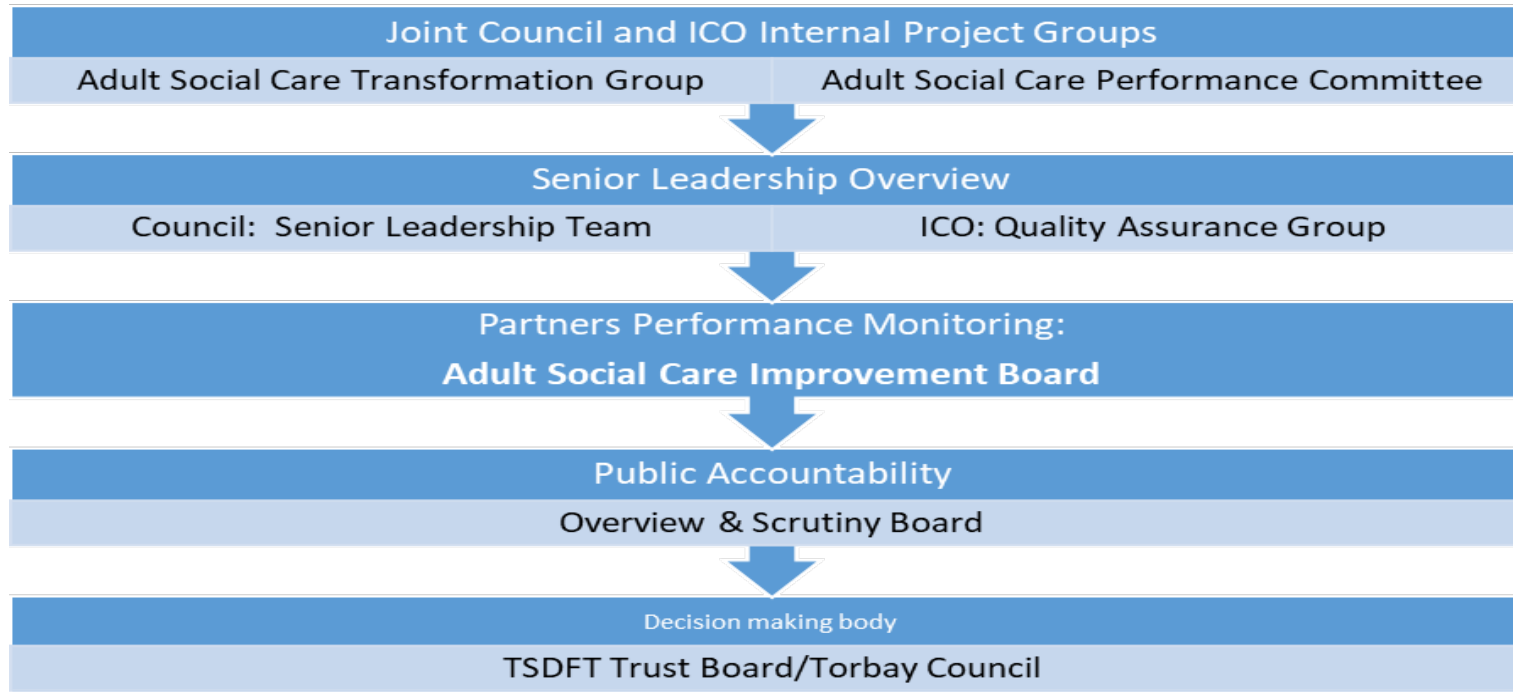 Joint Council and ICO Internal Project Groups
Adult Social Care Transformation Group
Adult Social Care Performance Committee
Senior Leadership Overview
Council: Senior Leadership Team
ICO: Quality Assurance Group
Partners Performance Monitoring:
Adult Social Care Improvement Board
Public Accountability
Overview & Scrutiny Board
Decision making body
TSDFT Trust Board/Torbay Council